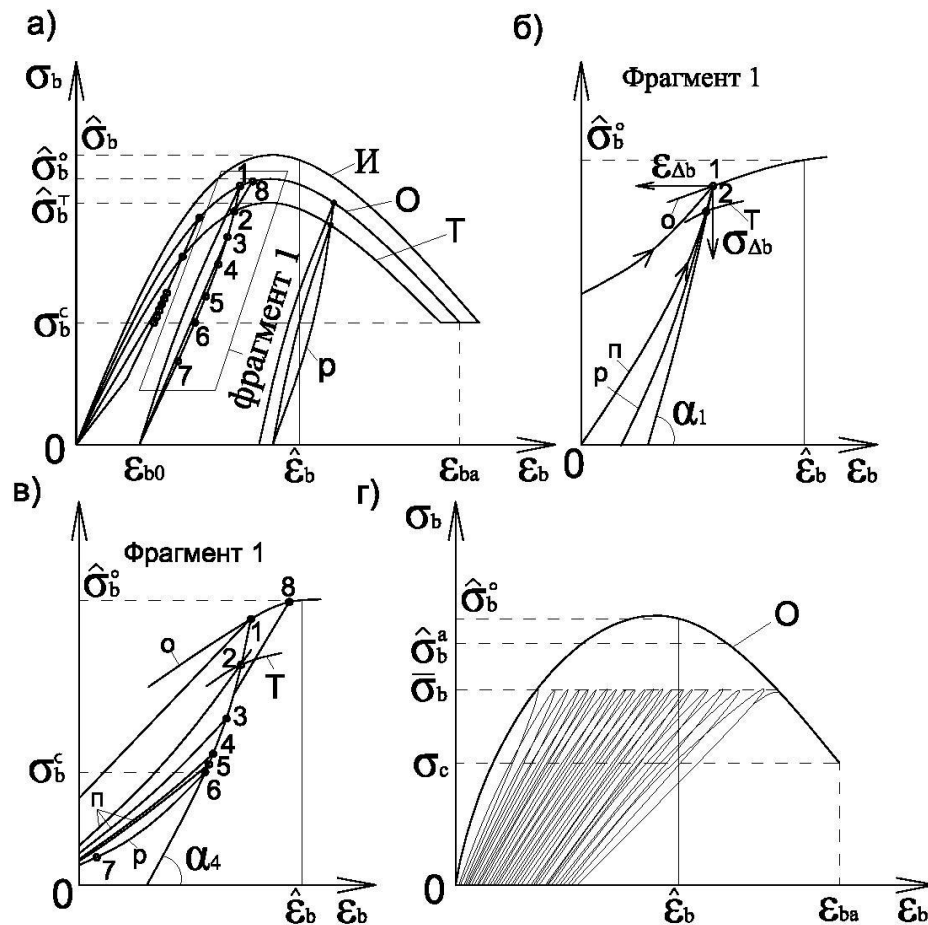 а)
σb
σ̂b
σ̂b°
σ̂bᵀ
σbᶜ
0
εb0
ε̂b
εba
εb
1
8
2
3
4
5
6
7
И
О
Т
р
фрагмент 1
б)
Фрагмент 1
σ̂b°
εΔb
1
2
о
Т
σΔb
п
р
α₁
0
ε̂b
εb
в)
Фрагмент 1
σ̂b°
8
1
о
2
Т
3
4
5
6
σbᶜ
п
р
7
α₄
0
ε̂b
εb
г)
σb
σ̂b°
О
σ̂bᵃ
σ̄b
σc
0
ε̂b
εba
εb